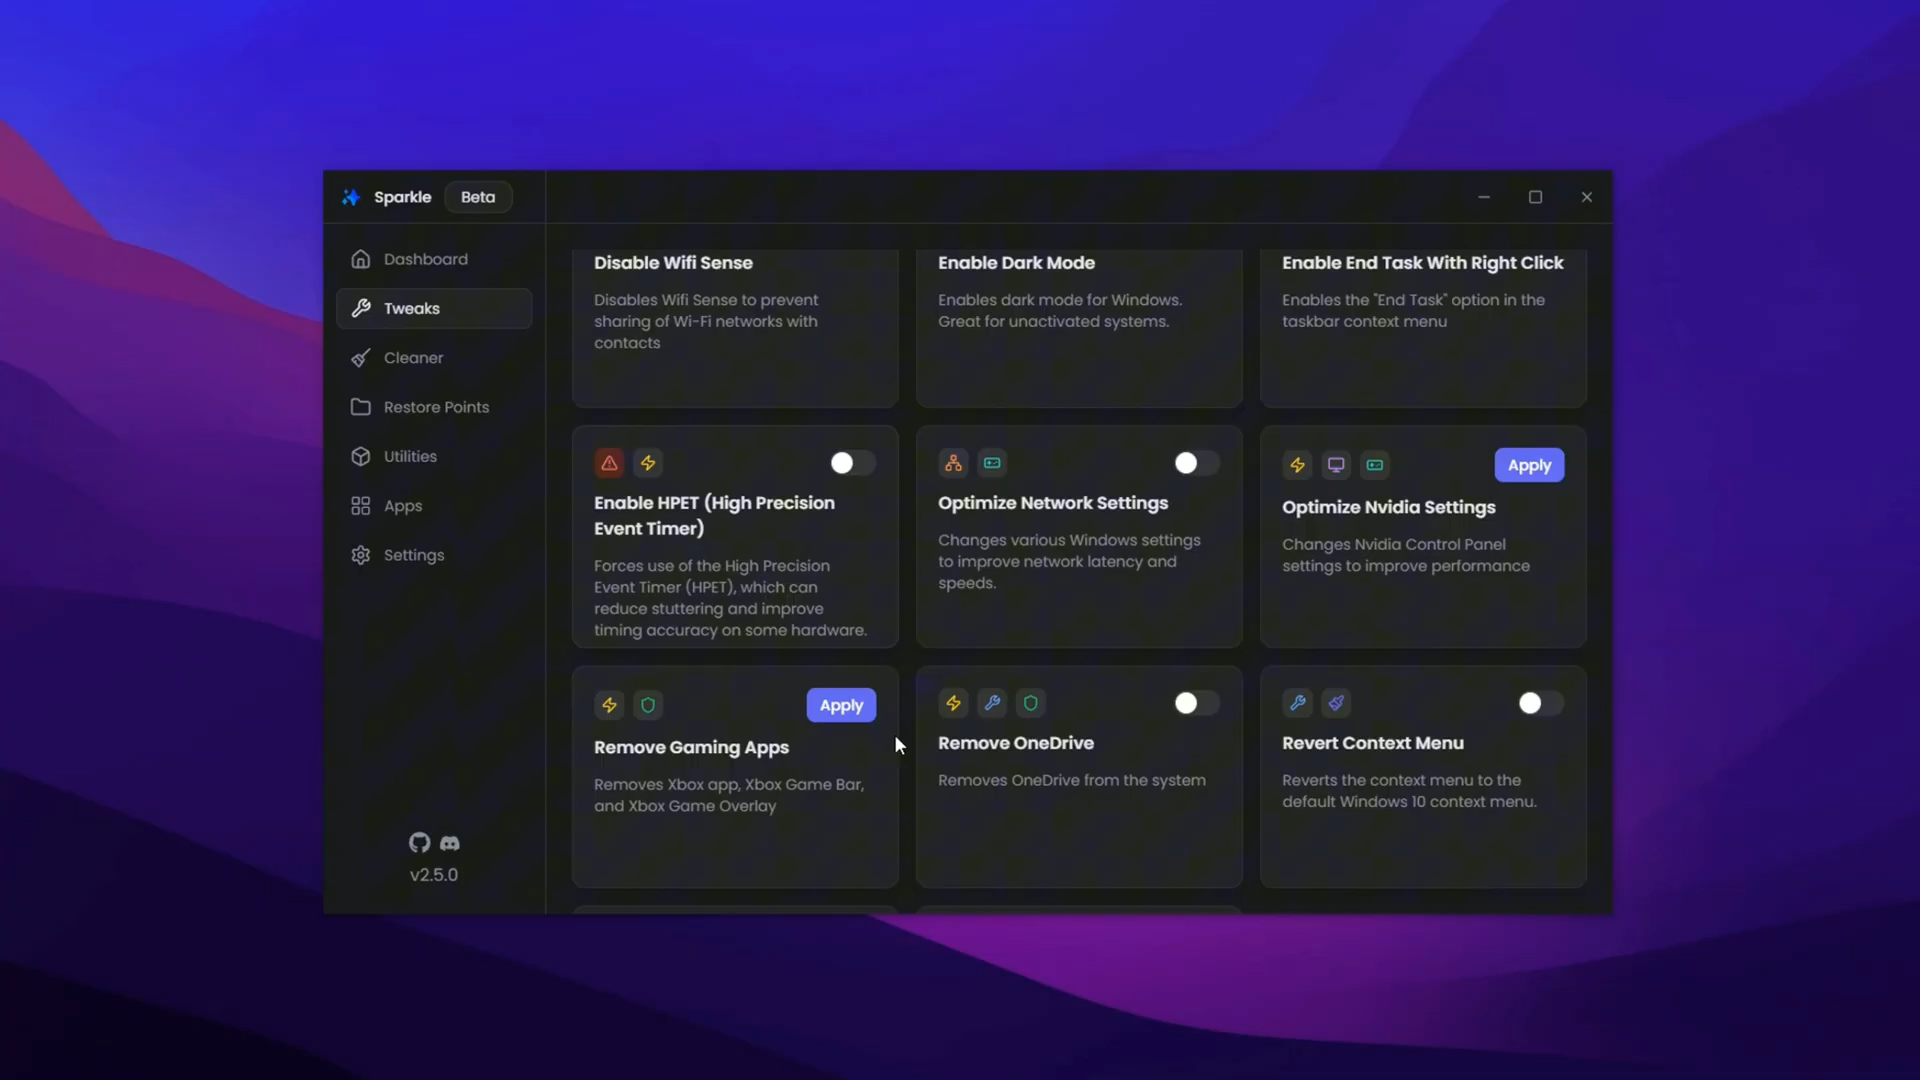 Sparkle
Beta
Dashboard
Tweaks
Cleaner
Restore Points
Utilities
Apps
Settings
v2.5.0
Disable Wifi Sense
Disables Wifi Sense to prevent
sharing of Wi-Fi networks with
contacts
Enable Dark Mode
Enables dark mode for Windows.
Great for unactivated systems.
Enable End Task With Right Click
Enables the "End Task" option in the
taskbar context menu
Enable HPET (High Precision
Event Timer)
Forces use of the High Precision
Event Timer (HPET), which can
reduce stuttering and improve
timing accuracy on some hardware.
Optimize Network Settings
Changes various Windows settings
to improve network latency and
speeds.
Apply
Optimize Nvidia Settings
Changes Nvidia Control Panel
settings to improve performance
Apply
Remove Gaming Apps
Removes Xbox app, Xbox Game Bar,
and Xbox Game Overlay
Remove OneDrive
Removes OneDrive from the system
Revert Context Menu
Reverts the context menu to the
default Windows 10 context menu.